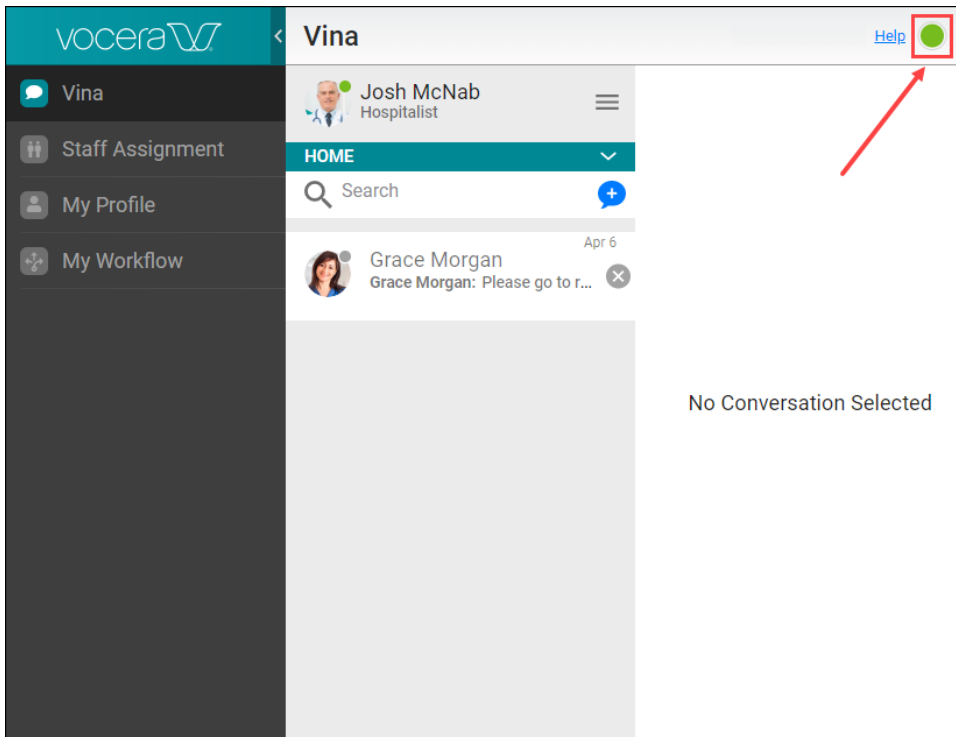 vocera
Vina
Help
Vina
Staff Assignment
My Profile
My Workflow
Josh McNab
Hospitalist
HOME
Search
Apr 6
Grace Morgan
Grace Morgan: Please go to r...
No Conversation Selected